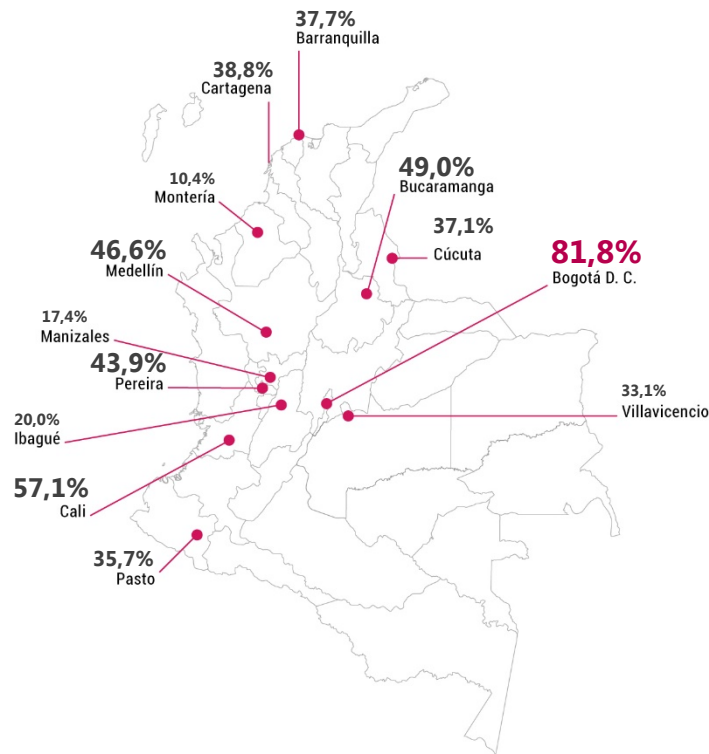 37,7%
Barranquilla
38,8%
Cartagena
49,0%
Bucaramanga
10,4%
Montería
37,1%
Cúcuta
46,6%
Medellín
81,8%
Bogotá D. C.
17,4%
Manizales
43,9%
Pereira
33,1%
Villavicencio
20,0%
Ibagué
57,1%
Cali
35,7%
Pasto